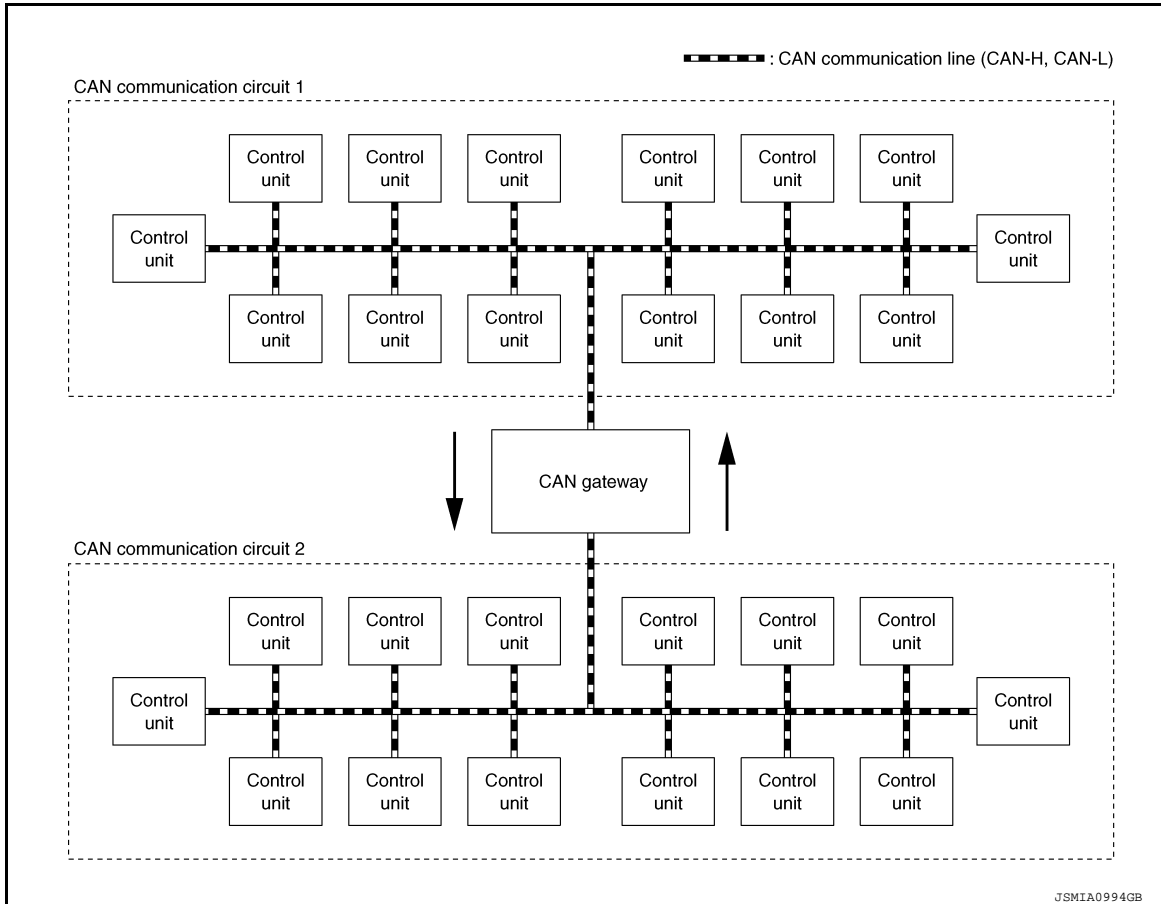 : CAN communication line (CAN-H, CAN-L)
CAN communication circuit 1
Control
unit
Control
unit
Control
unit
Control
unit
Control
unit
Control
unit
Control
unit
Control
unit
Control
unit
Control
unit
Control
unit
Control
unit
Control
unit
Control
unit
CAN gateway
CAN communication circuit 2
Control
unit
Control
unit
Control
unit
Control
unit
Control
unit
Control
unit
Control
unit
Control
unit
Control
unit
Control
unit
Control
unit
Control
unit
Control
unit
Control
unit
JSMIA0994GB